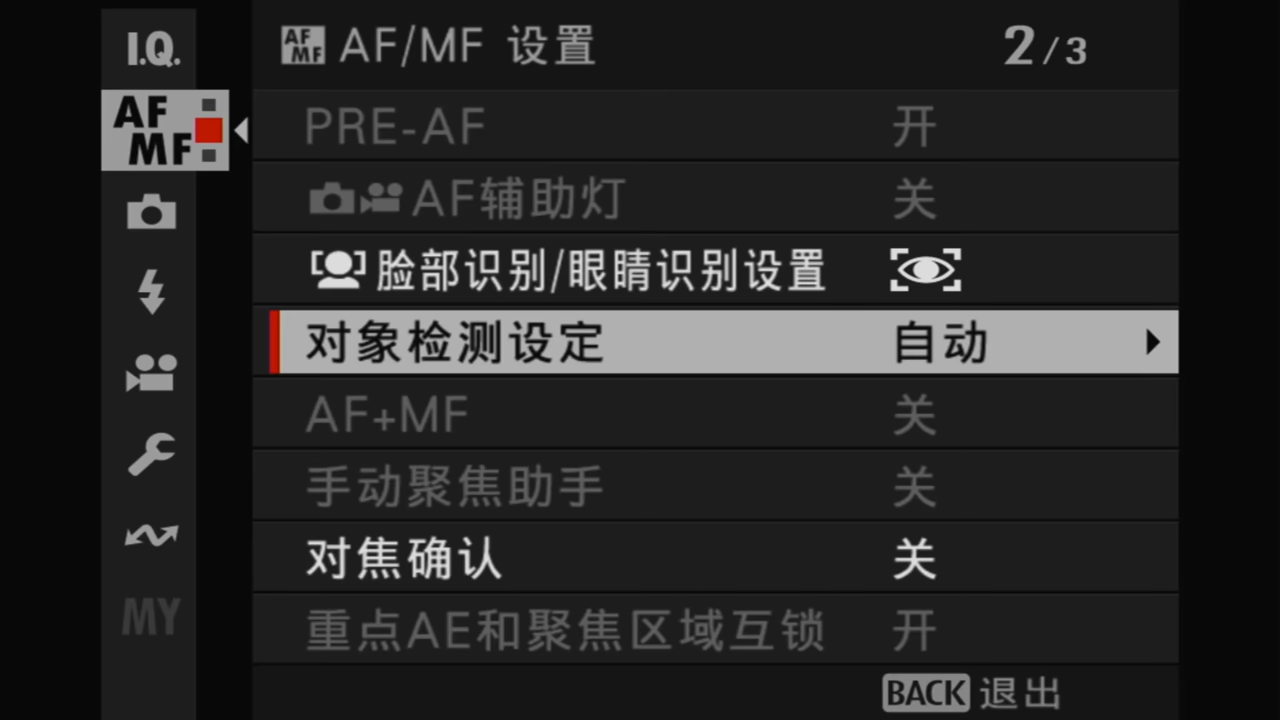 I.Q.
AF MF
AF/MF 设置
2/3
PRE-AF 开
AF辅助灯 关
脸部识别/眼睛识别设置
对象检测设定 自动
AF+MF 关
手动聚焦助手 关
对焦确认 关
重点AE和聚焦区域互锁 开
MY
BACK 退出